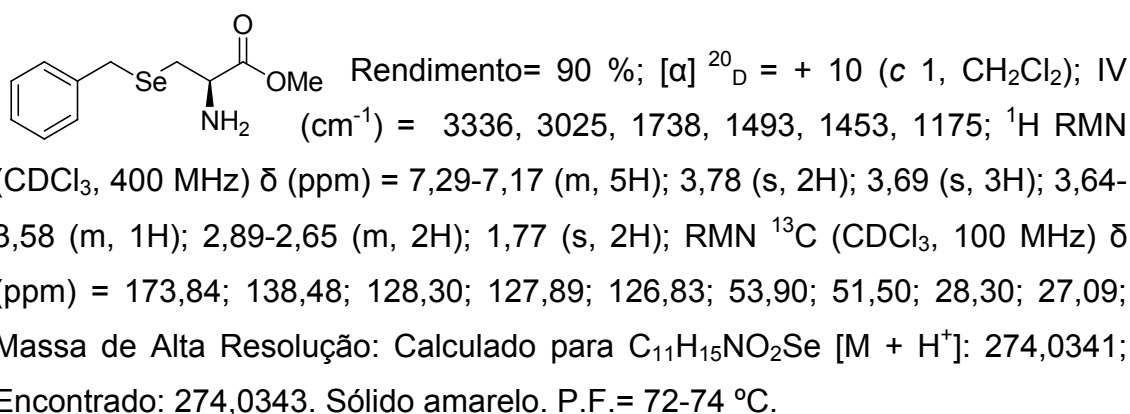 O
Se
OMe
NH₂
Rendimento= 90 %; [α] ²⁰D = + 10 (c 1, CH₂Cl₂); IV
(cm⁻¹) = 3336, 3025, 1738, 1493, 1453, 1175; ¹H RMN
(CDCl₃, 400 MHz) δ (ppm) = 7,29-7,17 (m, 5H); 3,78 (s, 2H); 3,69 (s, 3H); 3,64-
3,58 (m, 1H); 2,89-2,65 (m, 2H); 1,77 (s, 2H); RMN ¹³C (CDCl₃, 100 MHz) δ
(ppm) = 173,84; 138,48; 128,30; 127,89; 126,83; 53,90; 51,50; 28,30; 27,09;
Massa de Alta Resolução: Calculado para C₁₁H₁₅NO₂Se [M + H⁺]: 274,0341;
Encontrado: 274,0343. Sólido amarelo. P.F.= 72-74 ºC.